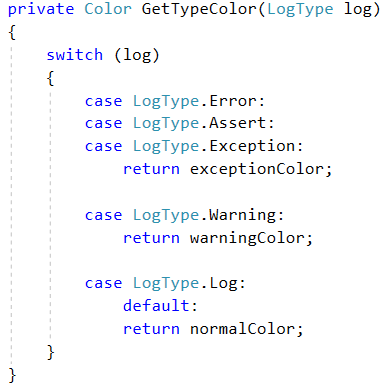 private Color GetTypeColor(LogType log)
{
    switch (log)
    {
        case LogType.Error:
        case LogType.Assert:
        case LogType.Exception:
            return exceptionColor;

        case LogType.Warning:
            return warningColor;

        case LogType.Log:
            default:
            return normalColor;
    }
}